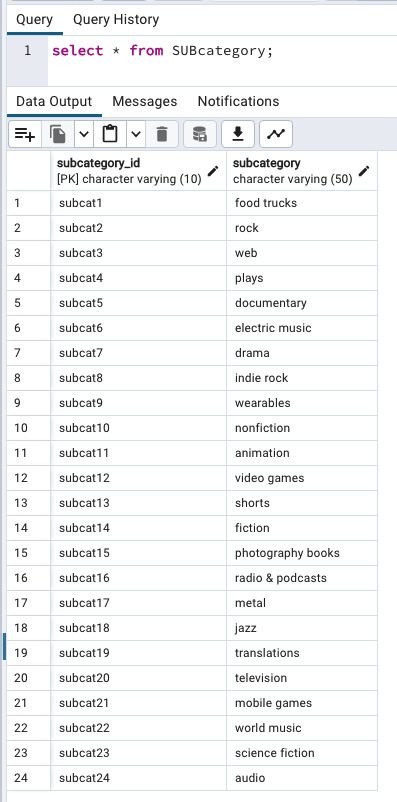 Query Query History
1 select * from SUBcategory;
Data Output Messages Notifications
subcategory_id subcategory
[PK] character varying (10) character varying (50)
1 subcat1 food trucks
2 subcat2 rock
3 subcat3 web
4 subcat4 plays
5 subcat5 documentary
6 subcat6 electric music
7 subcat7 drama
8 subcat8 indie rock
9 subcat9 wearables
10 subcat10 nonfiction
11 subcat11 animation
12 subcat12 video games
13 subcat13 shorts
14 subcat14 fiction
15 subcat15 photography books
16 subcat16 radio & podcasts
17 subcat17 metal
18 subcat18 jazz
19 subcat19 translations
20 subcat20 television
21 subcat21 mobile games
22 subcat22 world music
23 subcat23 science fiction
24 subcat24 audio